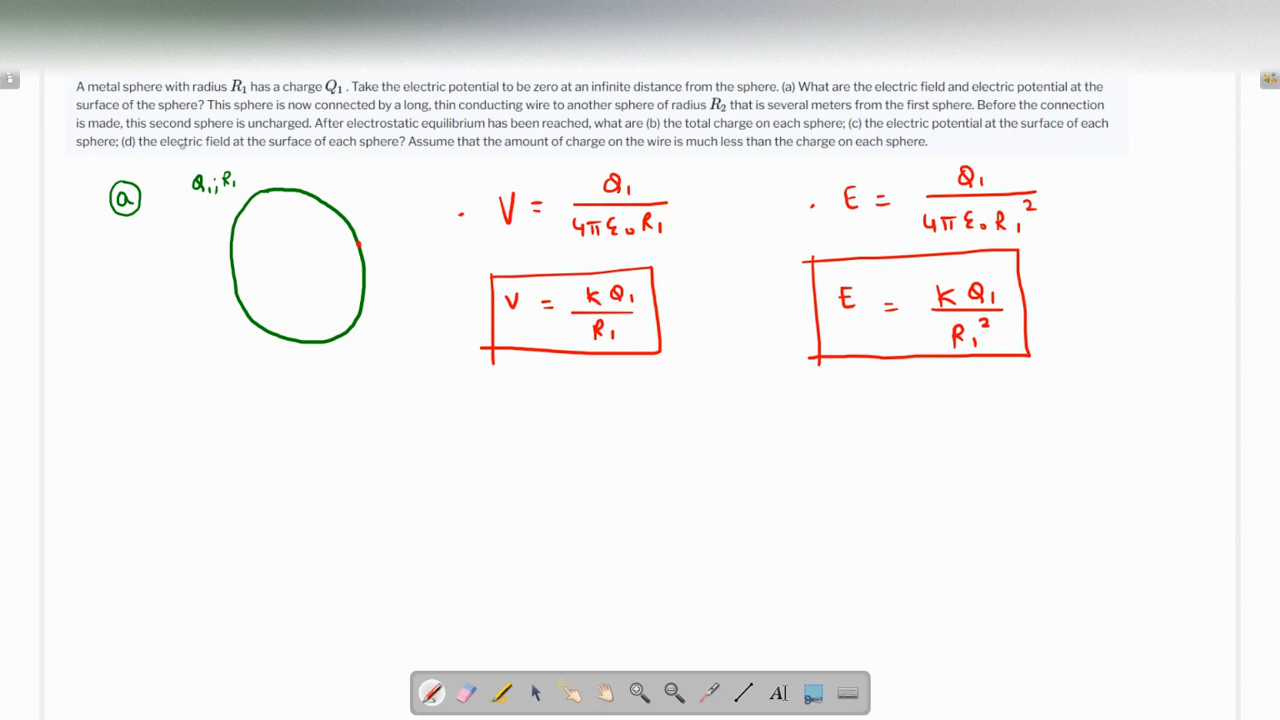 A metal sphere with radius R₁ has a charge Q₁ . Take the electric potential to be zero at an infinite distance from the sphere. (a) What are the electric field and electric potential at the
surface of the sphere? This sphere is now connected by a long, thin conducting wire to another sphere of radius R₂ that is several meters from the first sphere. Before the connection
is made, this second sphere is uncharged. After electrostatic equilibrium has been reached, what are (b) the total charge on each sphere; (c) the electric potential at the surface of each
sphere; (d) the electric field at the surface of each sphere? Assume that the amount of charge on the wire is much less than the charge on each sphere.
a
Q₁; R₁
. V = Q₁ / 4πε₀R₁
. E = Q₁ / 4πε₀R₁²
V = kQ₁ / R₁
E = kQ₁ / R₁²
AI